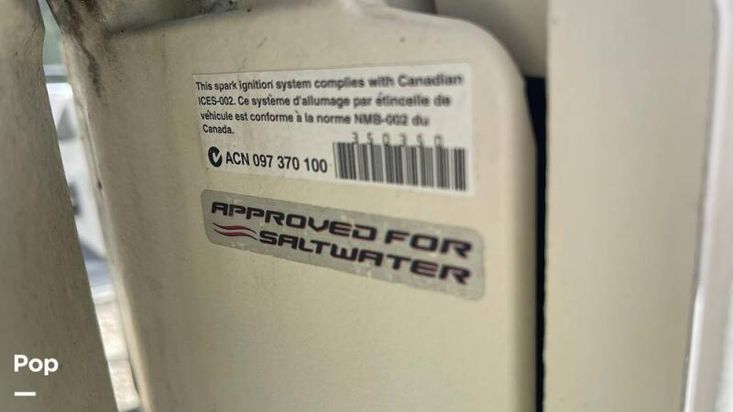 This spark ignition system complies with Canadian
ICES-002. Ce système d'allumage par étincelle de
véhicule est conforme à la norme NMB-002 du
Canada.
350350
ACN 097 370 100
APPROVED FOR
SALTWATER
Pop